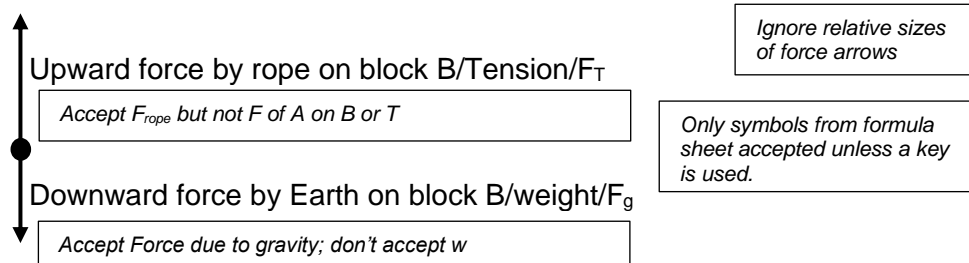 Ignore relative sizes
of force arrows
Upward force by rope on block B/Tension/FT
Accept Frope but not F of A on B or T
Only symbols from formula
sheet accepted unless a key
is used.
Downward force by Earth on block B/weight/Fg
Accept Force due to gravity; don't accept w